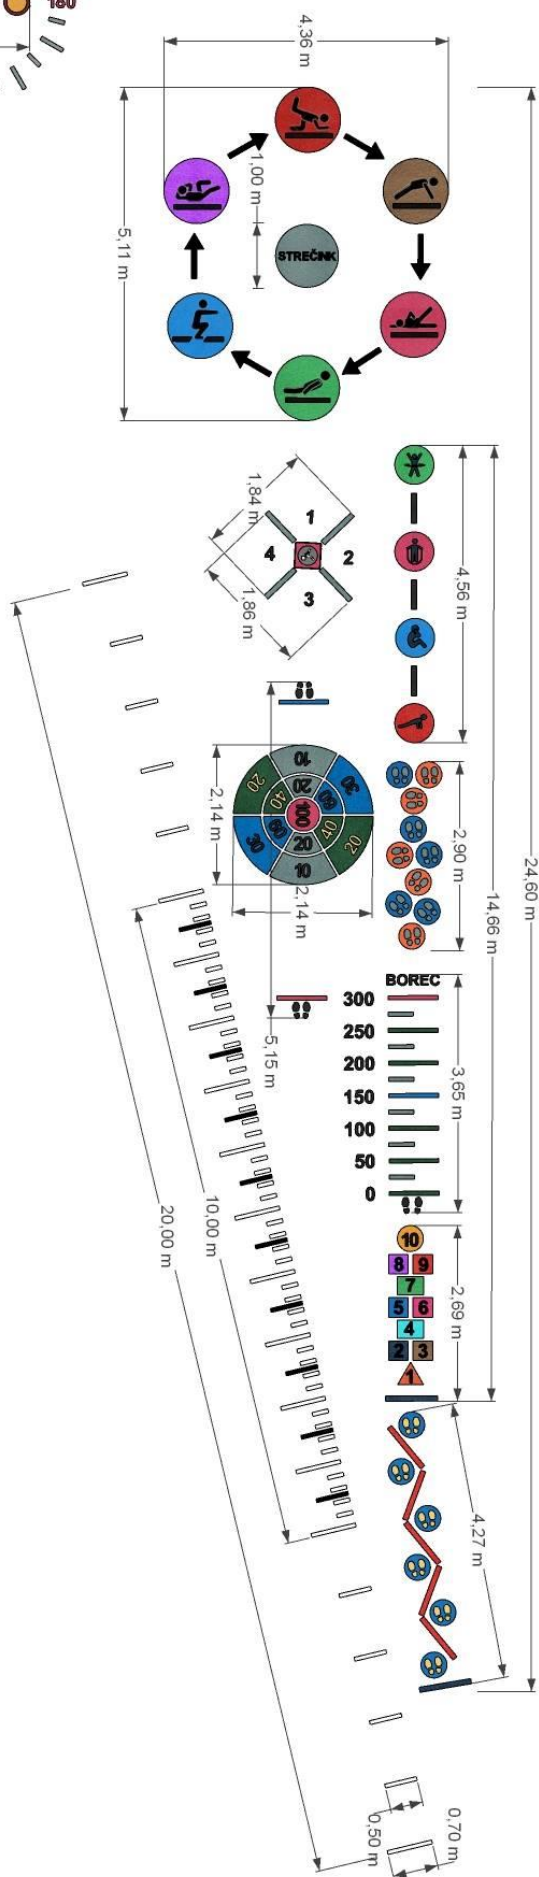 180
4,36 m
1,00 m
STREČINK
5,11 m
24,60 m
14,66 m
4,56 m
1,84 m
1
4
2
3
1,86 m
2,90 m
10
20
30
20
40
60
100
60
40
30
20
20
10
2,14 m
2,14 m
5,15 m
BOREC
300
250
200
150
100
50
0
3,65 m
10
8 9
7
5 6
4
2 3
1
2,69 m
4,27 m
10,00 m
20,00 m
0,50 m
0,70 m